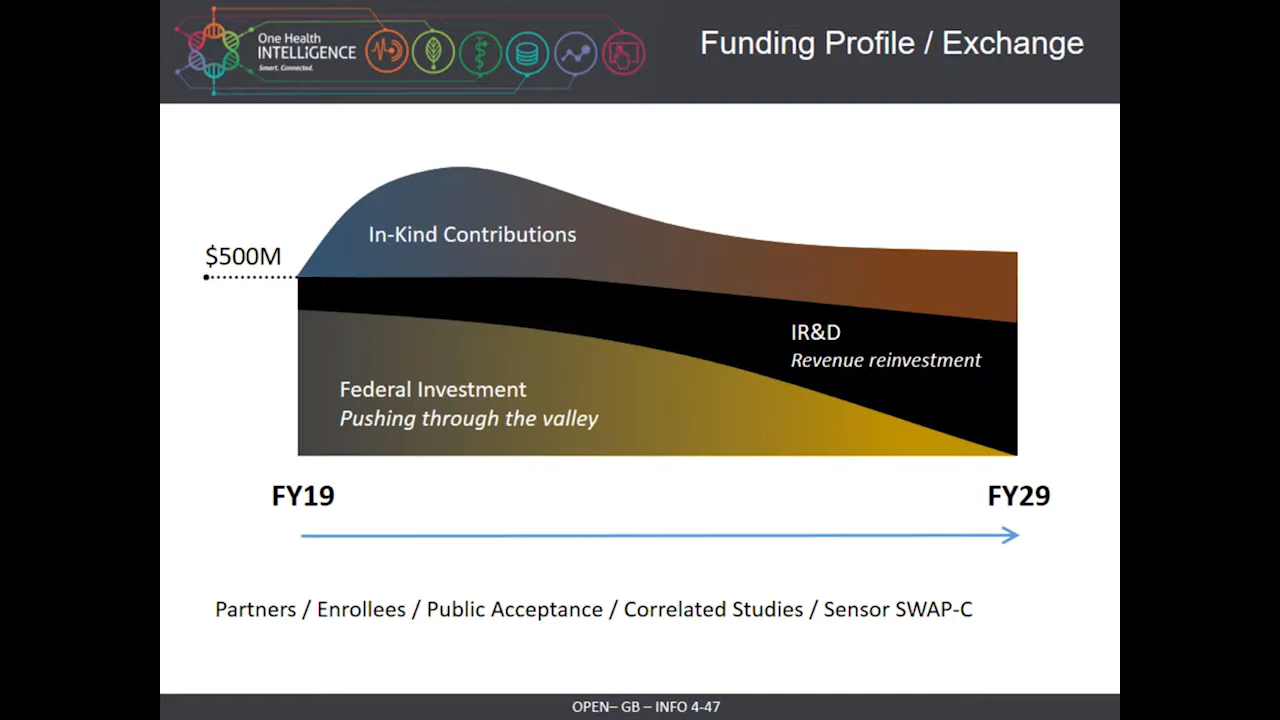 One Health
INTELLiGENCE
Smart. Connected.
Funding Profile / Exchange
In-Kind Contributions
$500M
IR&D
Revenue reinvestment
Federal Investment
Pushing through the valley
FY19
FY29
Partners / Enrollees / Public Acceptance / Correlated Studies / Sensor SWAP-C
OPEN– GB – INFO 4-47